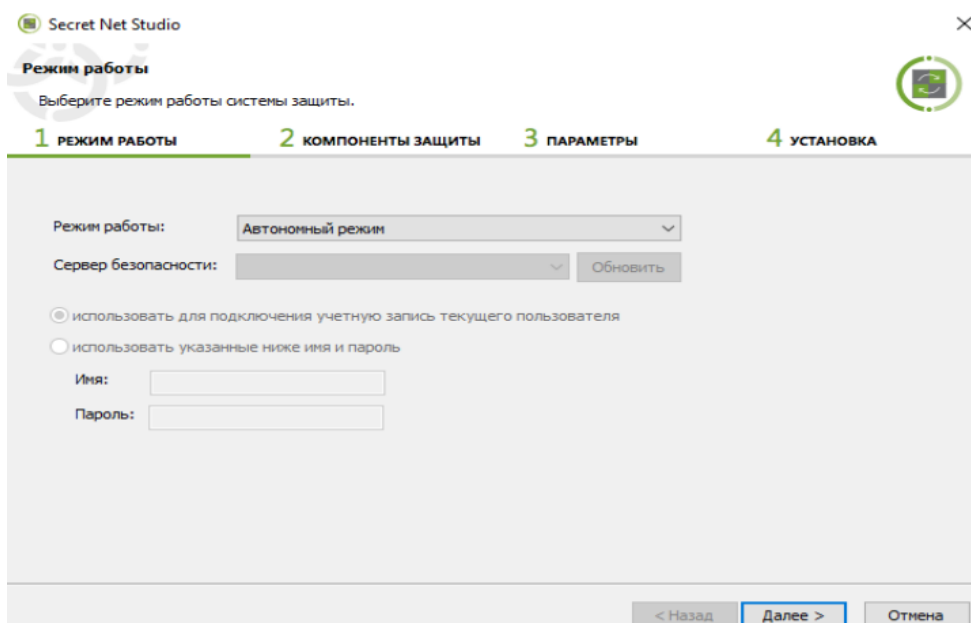 Secret Net Studio
Режим работы
Выберите режим работы системы защиты.
1 РЕЖИМ РАБОТЫ 2 КОМПОНЕНТЫ ЗАЩИТЫ 3 ПАРАМЕТРЫ 4 УСТАНОВКА
Режим работы: Автономный режим
Сервер безопасности: Обновить
использовать для подключения учетную запись текущего пользователя
использовать указанные ниже имя и пароль
Имя:
Пароль:
< Назад Далее > Отмена